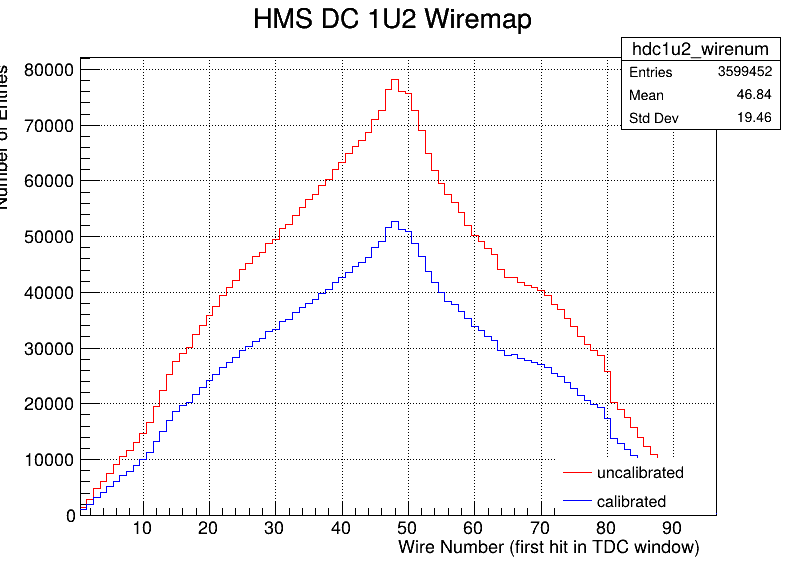 HMS DC 1U2 Wiremap
hdc1u2_wirenum
Entries 3599452
Mean 46.84
Std Dev 19.46
Number of Entries
80000
70000
60000
50000
40000
30000
20000
10000
0
uncalibrated
calibrated
10 20 30 40 50 60 70 80 90
Wire Number (first hit in TDC window)